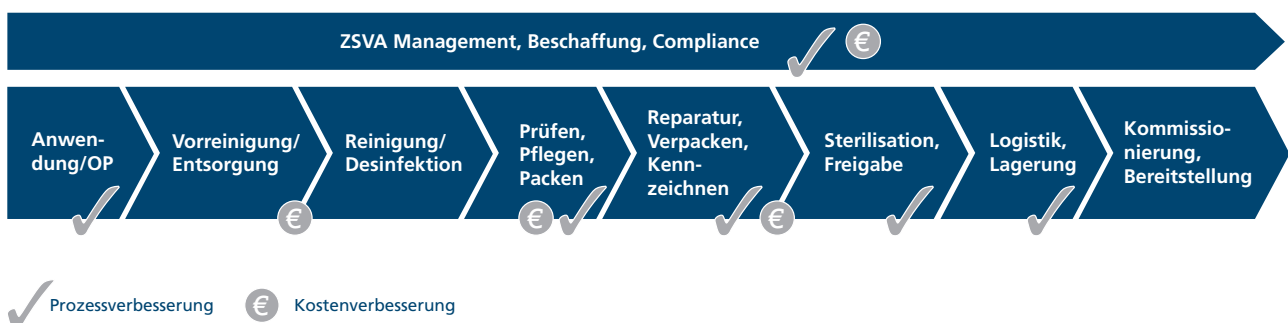 ZSVA Management, Beschaffung, Compliance €
Anwen-
dung/OP
Vorreinigung/
Entsorgung
€
Reinigung/
Desinfektion
Prüfen,
Pflegen,
Packen
€
Reparatur,
Verpacken,
Kenn-
zeichnen
€
Sterilisation,
Freigabe
Logistik,
Lagerung
Kommissio-
nierung,
Bereitstellung
Prozessverbesserung
€ Kostenverbesserung